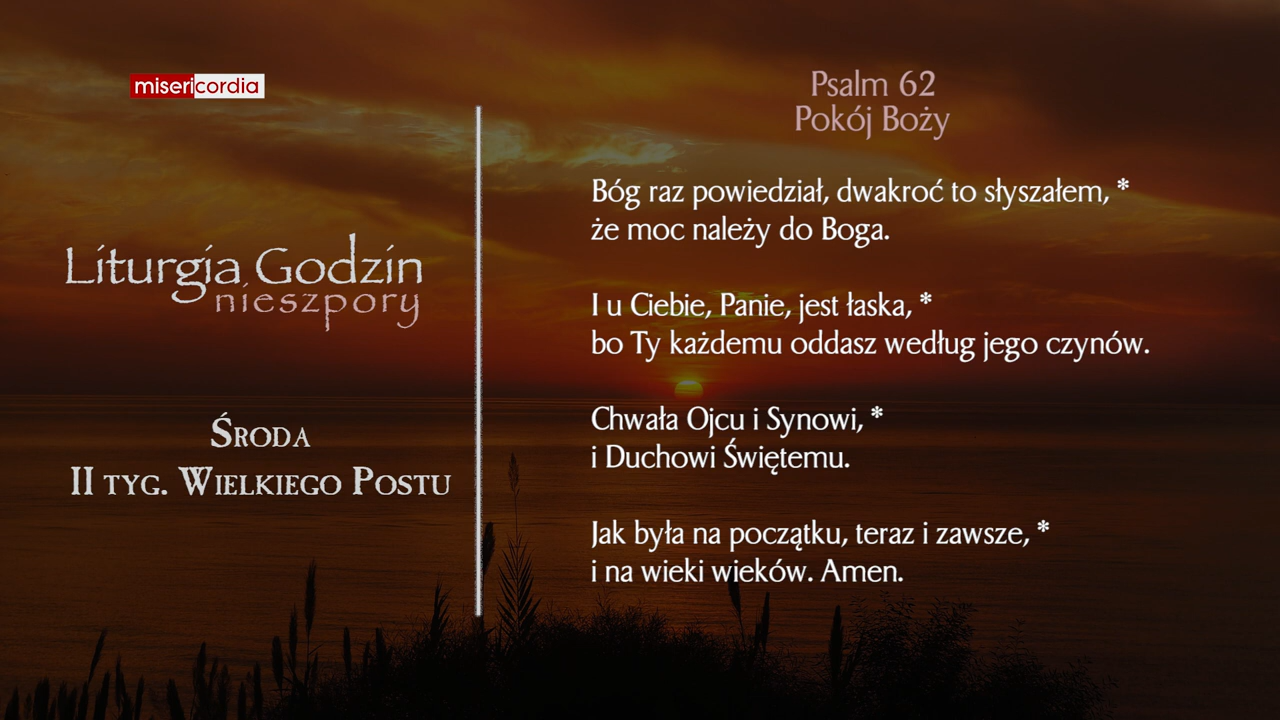 misericordia
Liturgia Godzin
nieszpory
Środa
II tyg. Wielkiego Postu
Psalm 62
Pokój Boży
Bóg raz powiedział, dwakroć to słyszałem, *
że moc należy do Boga.
I u Ciebie, Panie, jest łaska, *
bo Ty każdemu oddasz według jego czynów.
Chwała Ojcu i Synowi, *
i Duchowi Świętemu.
Jak była na początku, teraz i zawsze, *
i na wieki wieków. Amen.